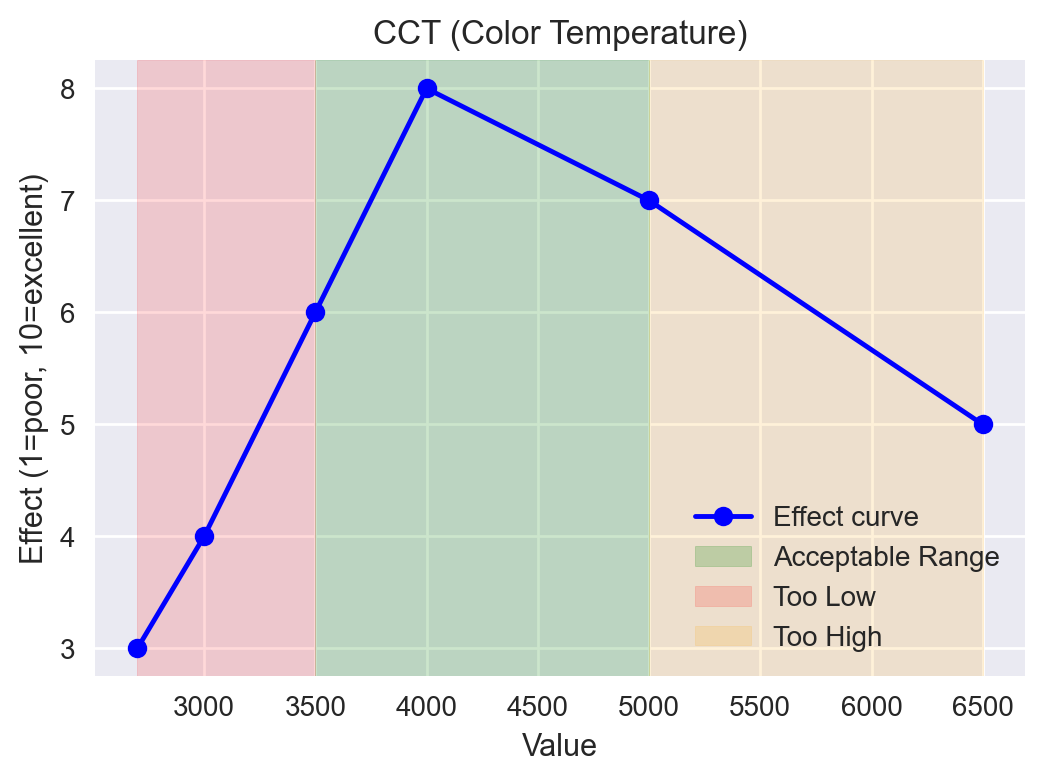 CCT (Color Temperature)
Effect (1=poor, 10=excellent)
8
7
6
5
4
3
Effect curve
Acceptable Range
Too Low
Too High
3000 3500 4000 4500 5000 5500 6000 6500
Value